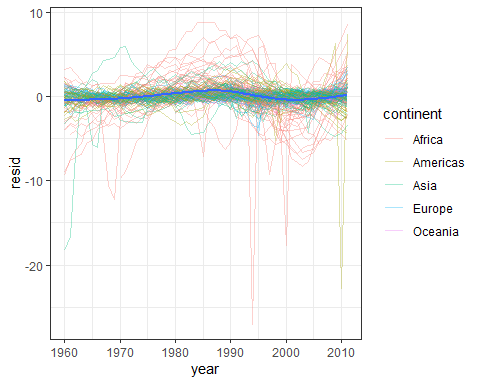 10
0
-10
-20
resid
1960
1970
1980
1990
2000
2010
year
continent
Africa
Americas
Asia
Europe
Oceania